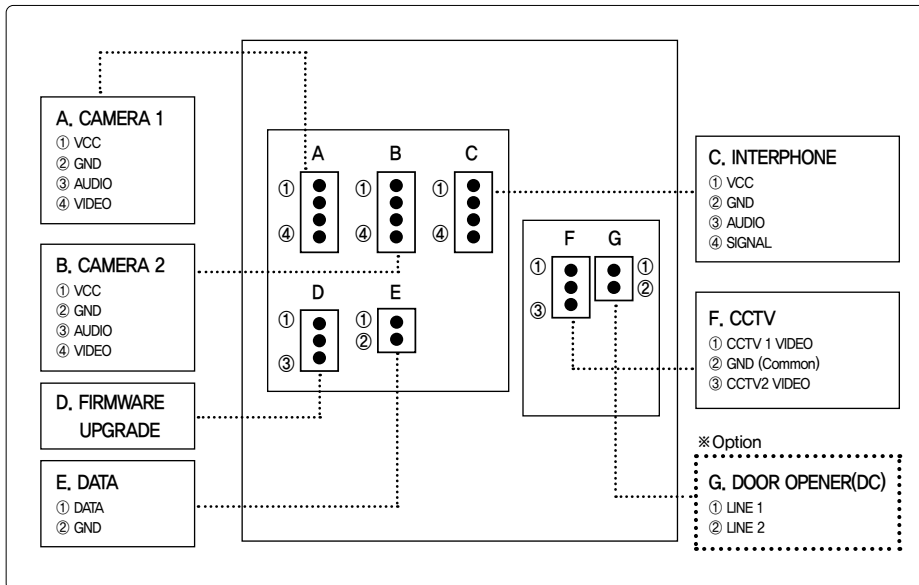 A. CAMERA 1
① VCC
② GND
③ AUDIO
④ VIDEO
B. CAMERA 2
① VCC
② GND
③ AUDIO
④ VIDEO
D. FIRMWARE
UPGRADE
E. DATA
① DATA
② GND
A B C
① ① ①
④ ④ ④
D E
① ①
②
③
F G
① ①
②
③
C. INTERPHONE
① VCC
② GND
③ AUDIO
④ SIGNAL
F. CCTV
① CCTV 1 VIDEO
② GND (Common)
③ CCTV2 VIDEO
※Option
G. DOOR OPENER(DC)
① LINE 1
② LINE 2